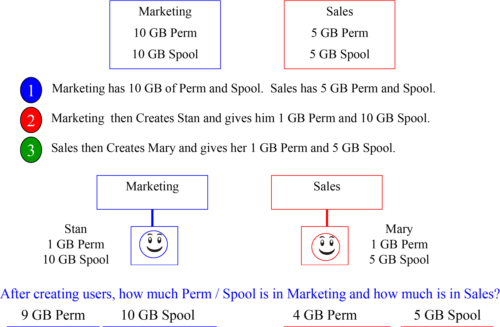 Marketing Sales
10 GB Perm 5 GB Perm
10 GB Spool 5 GB Spool
1 Marketing has 10 GB of Perm and Spool. Sales has 5 GB Perm and Spool.
2 Marketing then Creates Stan and gives him 1 GB Perm and 10 GB Spool.
3 Sales then Creates Mary and gives her 1 GB Perm and 5 GB Spool.
Marketing Sales
Stan Mary
1 GB Perm 1 GB Perm
10 GB Spool 5 GB Spool
After creating users, how much Perm / Spool is in Marketing and how much is in Sales?
9 GB Perm 10 GB Spool 4 GB Perm 5 GB Spool